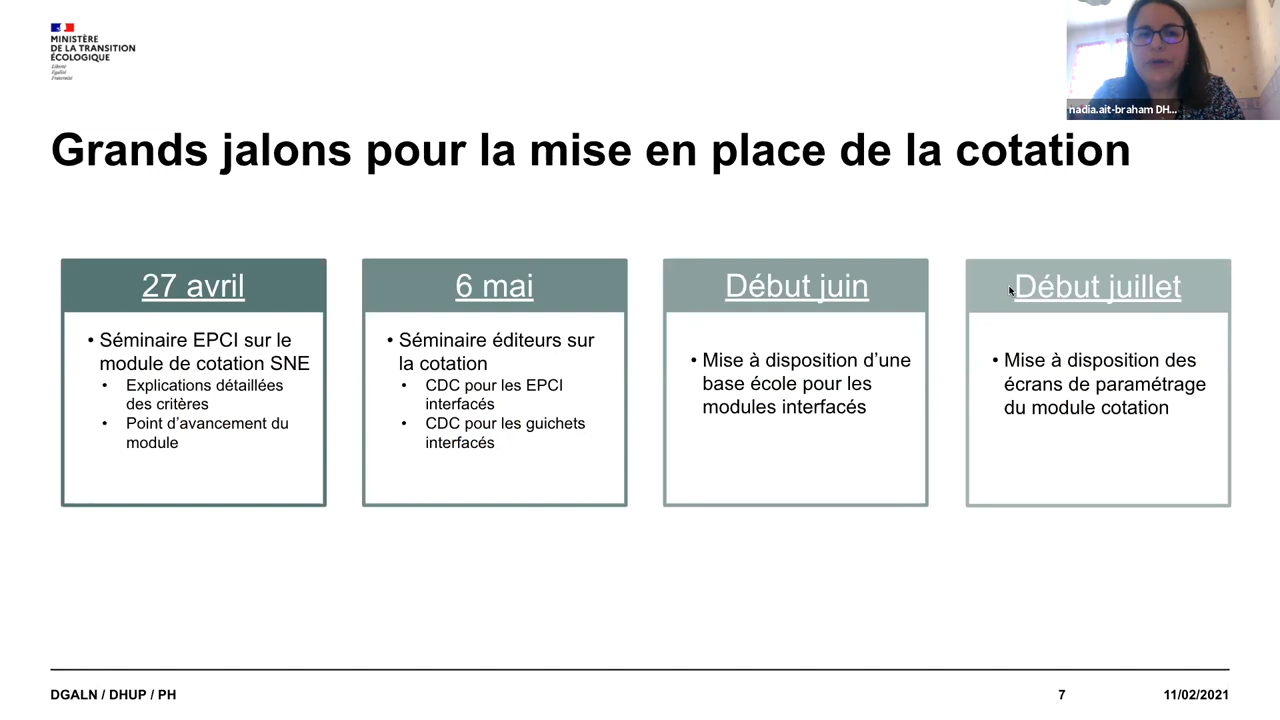 MINISTÈRE
DE LA TRANSITION
ÉCOLOGIQUE
Liberté
Égalité
Fraternité
nadia.ait-braham DH...
Grands jalons pour la mise en place de la cotation
27 avril
• Séminaire EPCI sur le
module de cotation SNE
• Explications détaillées
des critères
• Point d’avancement du
module
6 mai
• Séminaire éditeurs sur
la cotation
• CDC pour les EPCI
interfacés
• CDC pour les guichets
interfacés
Début juin
• Mise à disposition d’une
base école pour les
modules interfacés
Début juillet
• Mise à disposition des
écrans de paramétrage
du module cotation
DGALN / DHUP / PH
7
11/02/2021